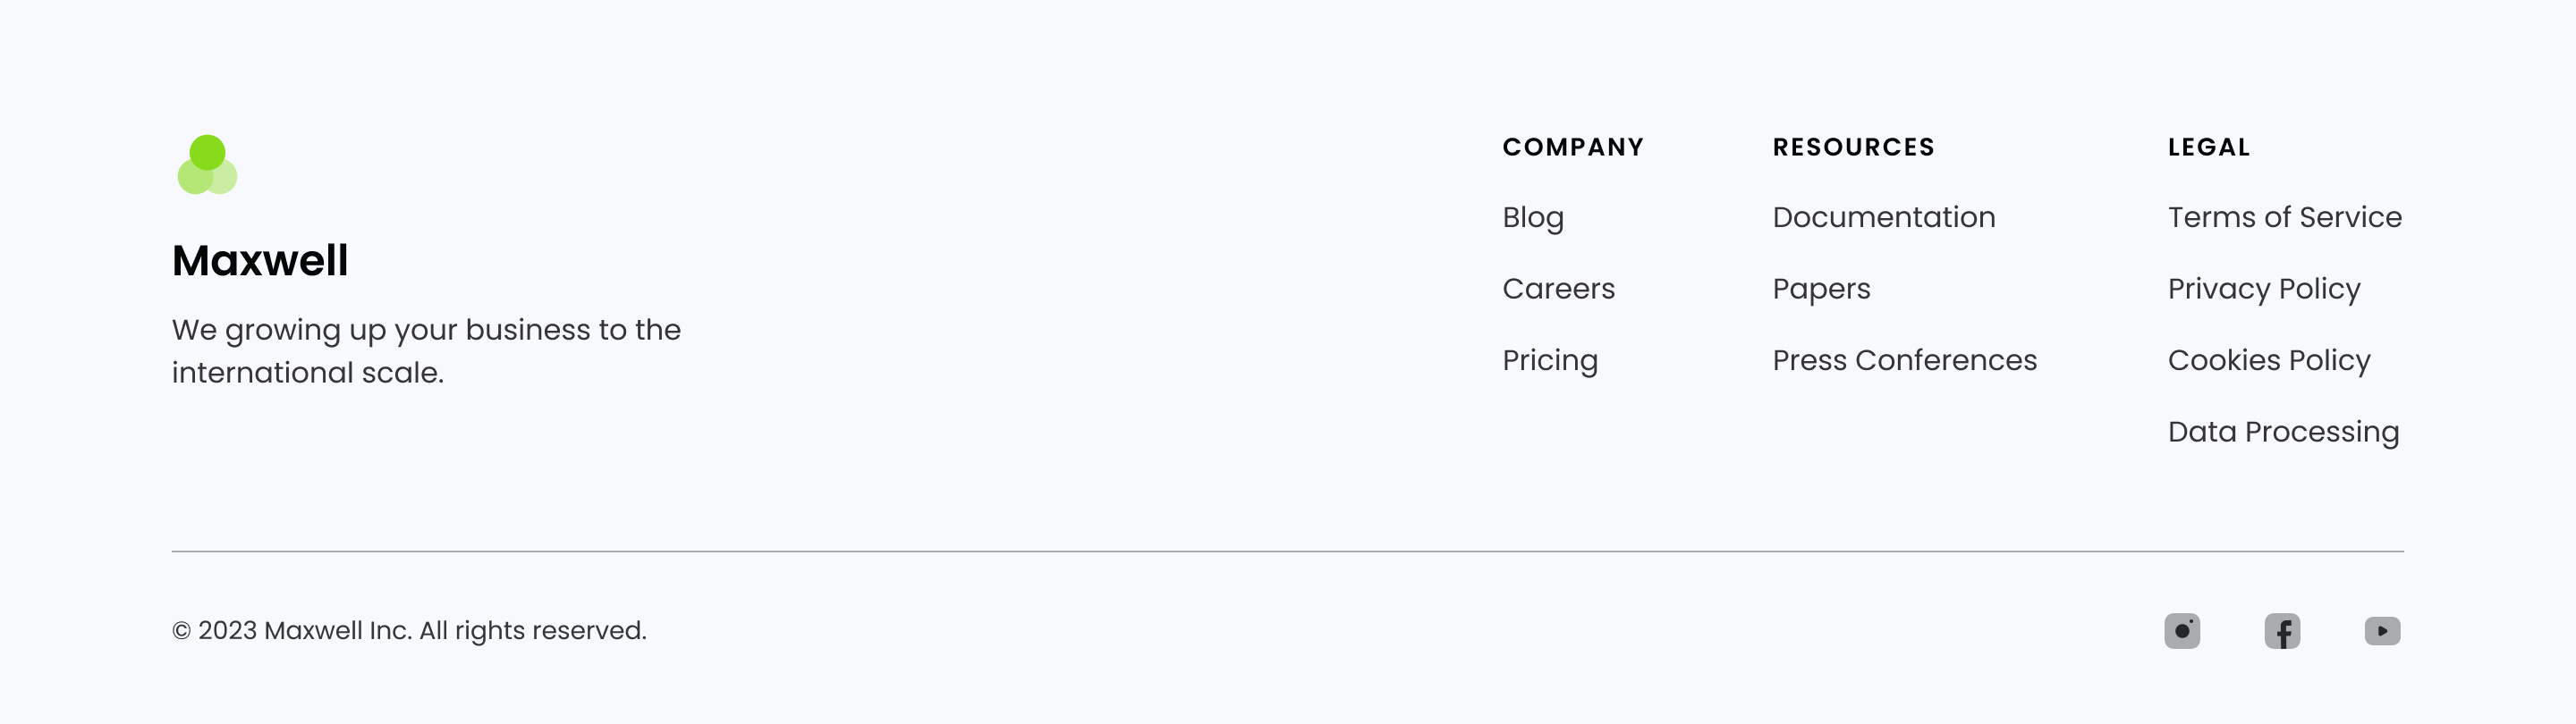 Maxwell
We growing up your business to the
international scale.
COMPANY
Blog
Careers
Pricing
RESOURCES
Documentation
Papers
Press Conferences
LEGAL
Terms of Service
Privacy Policy
Cookies Policy
Data Processing
© 2023 Maxwell Inc. All rights reserved.